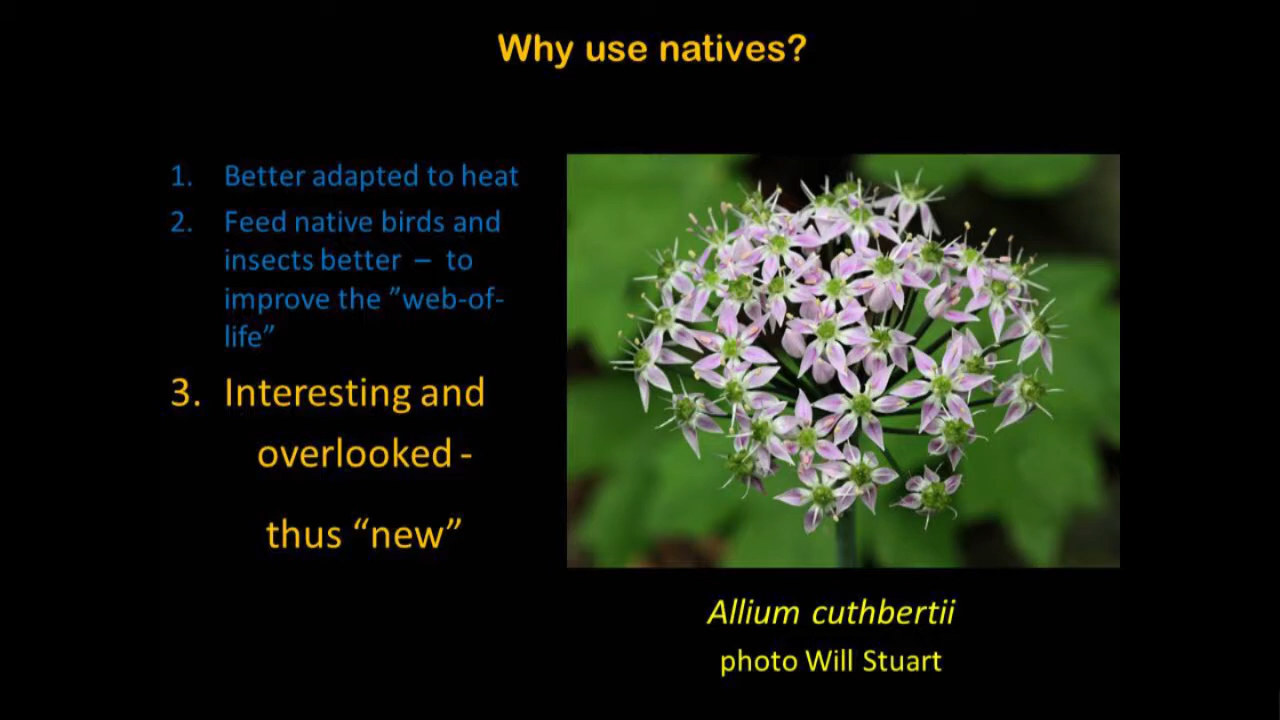 Why use natives?
1. Better adapted to heat
2. Feed native birds and
insects better – to
improve the ”web-of-
life”
3. Interesting and
overlooked -
thus “new”
Allium cuthbertii
photo Will Stuart